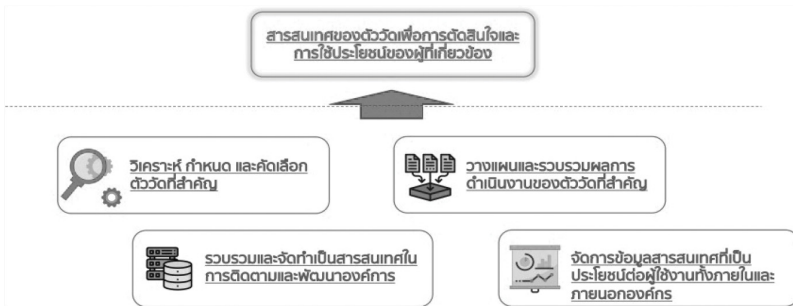 สารสนเทศของตัววัดเพื่อการตัดสินใจและ
การใช้ประโยชน์ของผู้ที่เกี่ยวข้อง
วิเคราะห์ กำหนด และคัดเลือก
ตัววัดที่สำคัญ
วางแผนและรวบรวมผลการ
ดำเนินงานของตัววัดที่สำคัญ
รวบรวมและจัดทำเป็นสารสนเทศใน
การติดตามและพัฒนาองค์การ
จัดการข้อมูลสารสนเทศที่เป็น
ประโยชน์ต่อผู้ใช้งานทั้งภายในและ
ภายนอกองค์กร